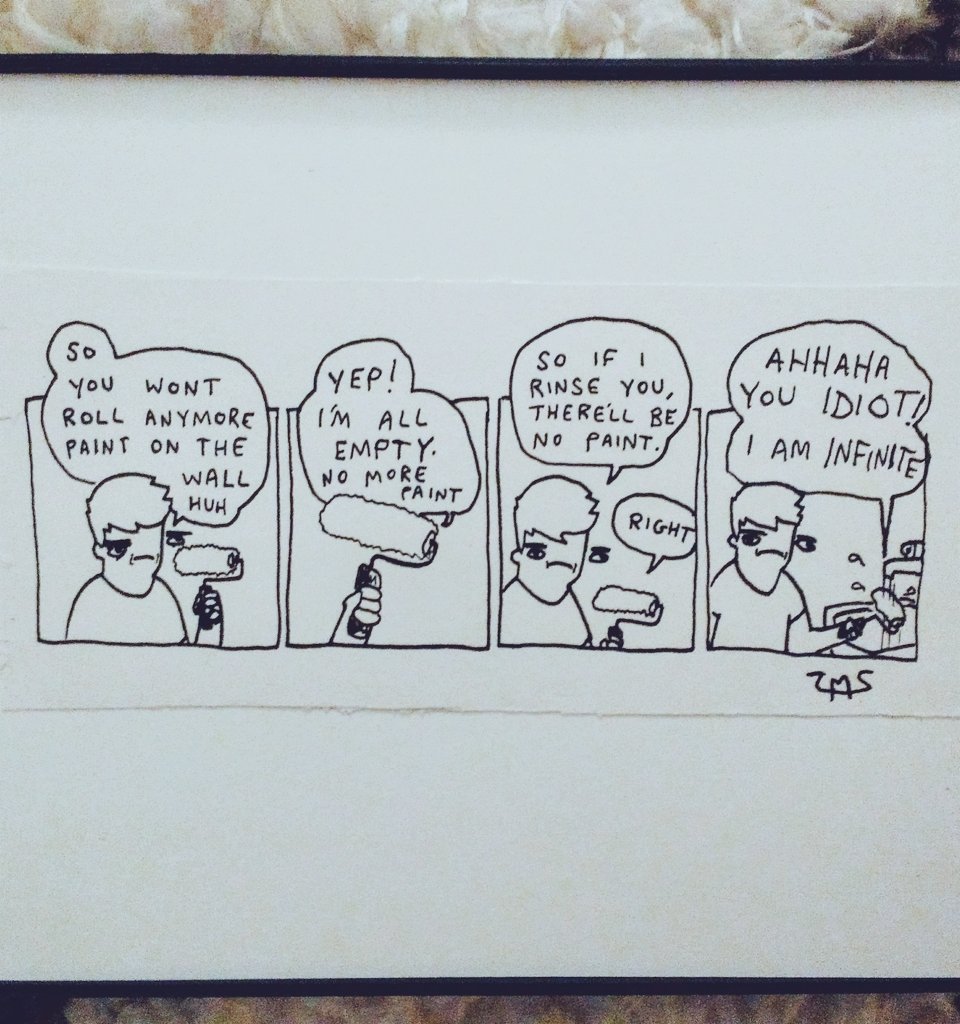 SO
YOU WONT
ROLL ANYMORE
PAINT ON THE
WALL
HUH
YEP!
I'M ALL
EMPTY.
NO MORE
PAINT
SO IF I
RINSE YOU,
THERE'LL BE
NO PAINT.
RIGHT
AHHAHA
YOU IDIOT!
I AM INFINITE